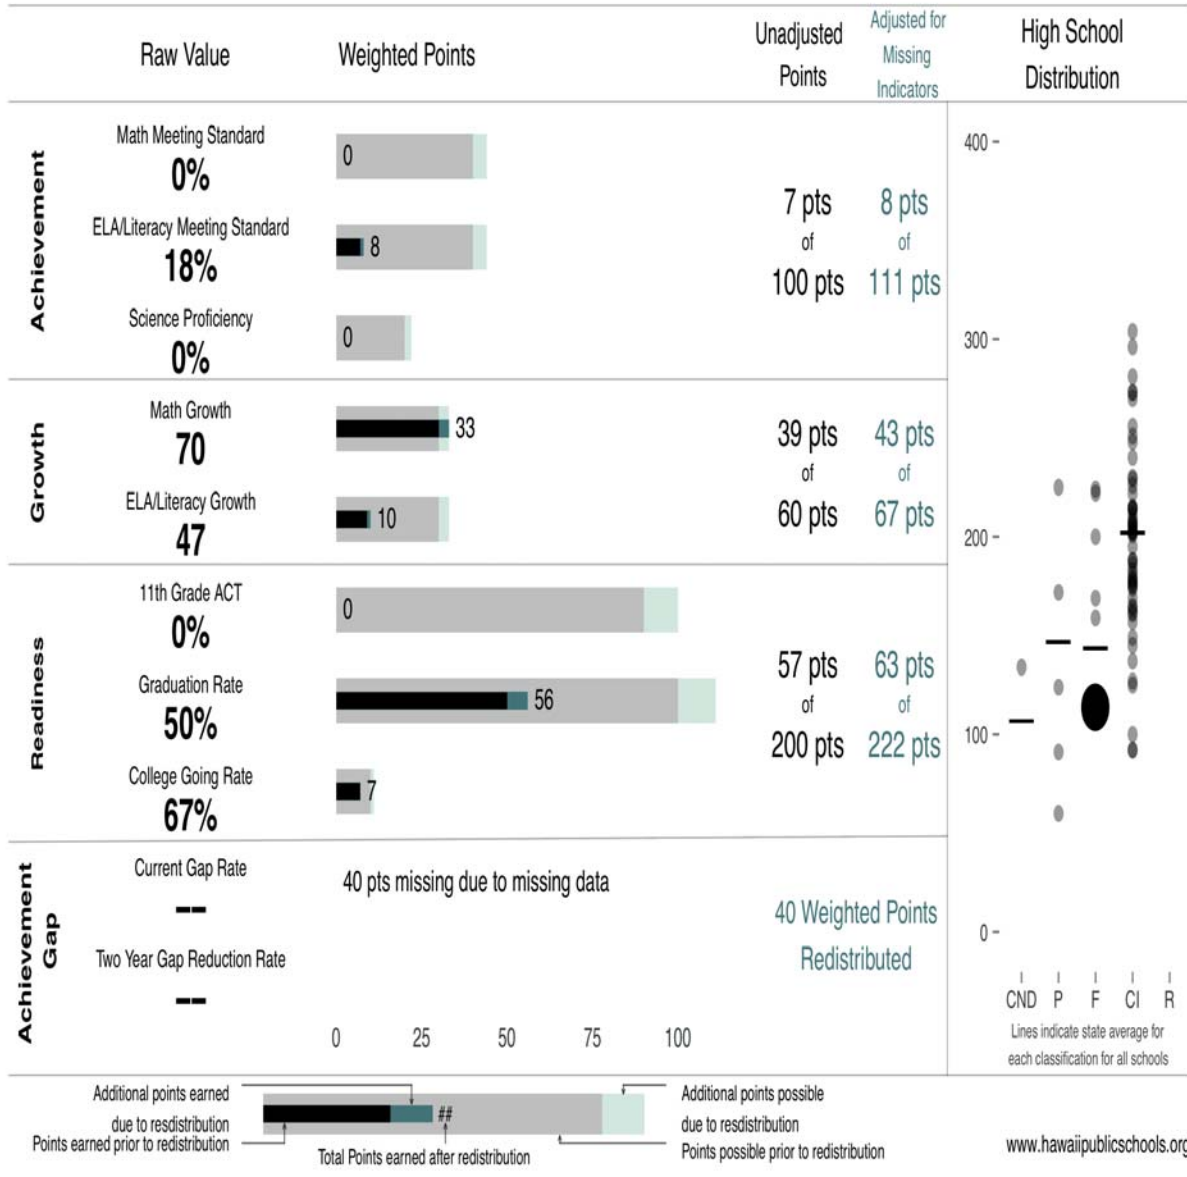 Raw Value
Weighted Points
Unadjusted
Points
Adjusted for
Missing
Indicators
High School
Distribution
Achievement
Math Meeting Standard
0%
0
ELA/Literacy Meeting Standard
18%
8
Science Proficiency
0%
0
7 pts
of
100 pts
8 pts
of
111 pts
Growth
Math Growth
70
33
ELA/Literacy Growth
47
10
39 pts
of
60 pts
43 pts
of
67 pts
Readiness
11th Grade ACT
0%
0
Graduation Rate
50%
56
College Going Rate
67%
7
57 pts
of
200 pts
63 pts
of
222 pts
Achievement
Gap
Current Gap Rate
--
Two Year Gap Reduction Rate
--
40 pts missing due to missing data
40 Weighted Points
Redistributed
0 25 50 75 100
400
300
200
100
0
CND P F CI R
Lines indicate state average for
each classification for all schools
Additional points earned
due to resdistribution
Points earned prior to redistribution
##
Total Points earned after redistribution
Additional points possible
due to resdistribution
Points possible prior to redistribution
www.hawaiipublicschools.org